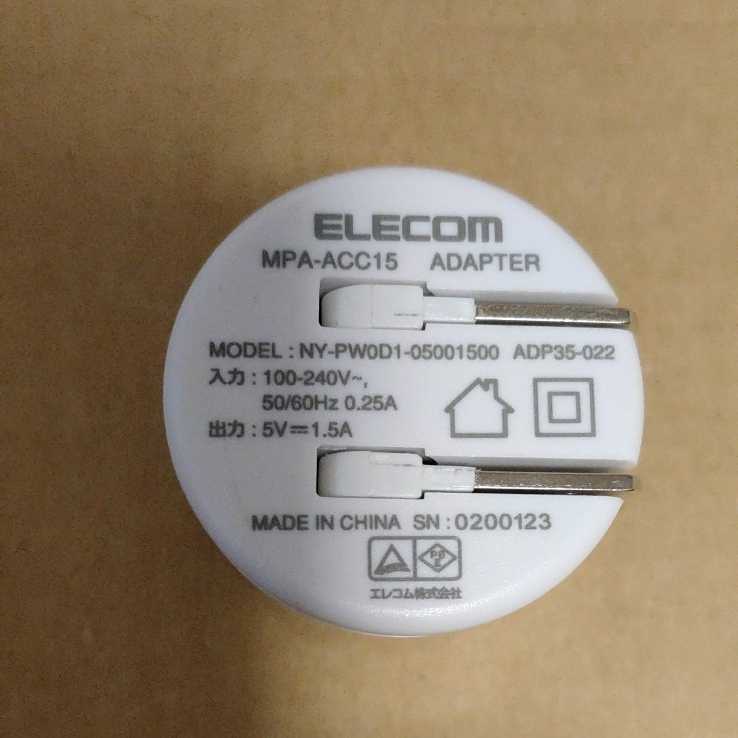 ELECOM
MPA-ACC15 ADAPTER
MODEL : NY-PW0D1-05001500 ADP35-022
入力 : 100-240V~,
50/60Hz 0.25A
出力 : 5V⎓1.5A
MADE IN CHINA SN : 0200123
PS E
エレコム株式会社